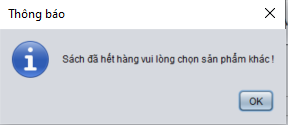 Thông báo
Sách đã hết hàng vui lòng chọn sản phẩm khác !
OK